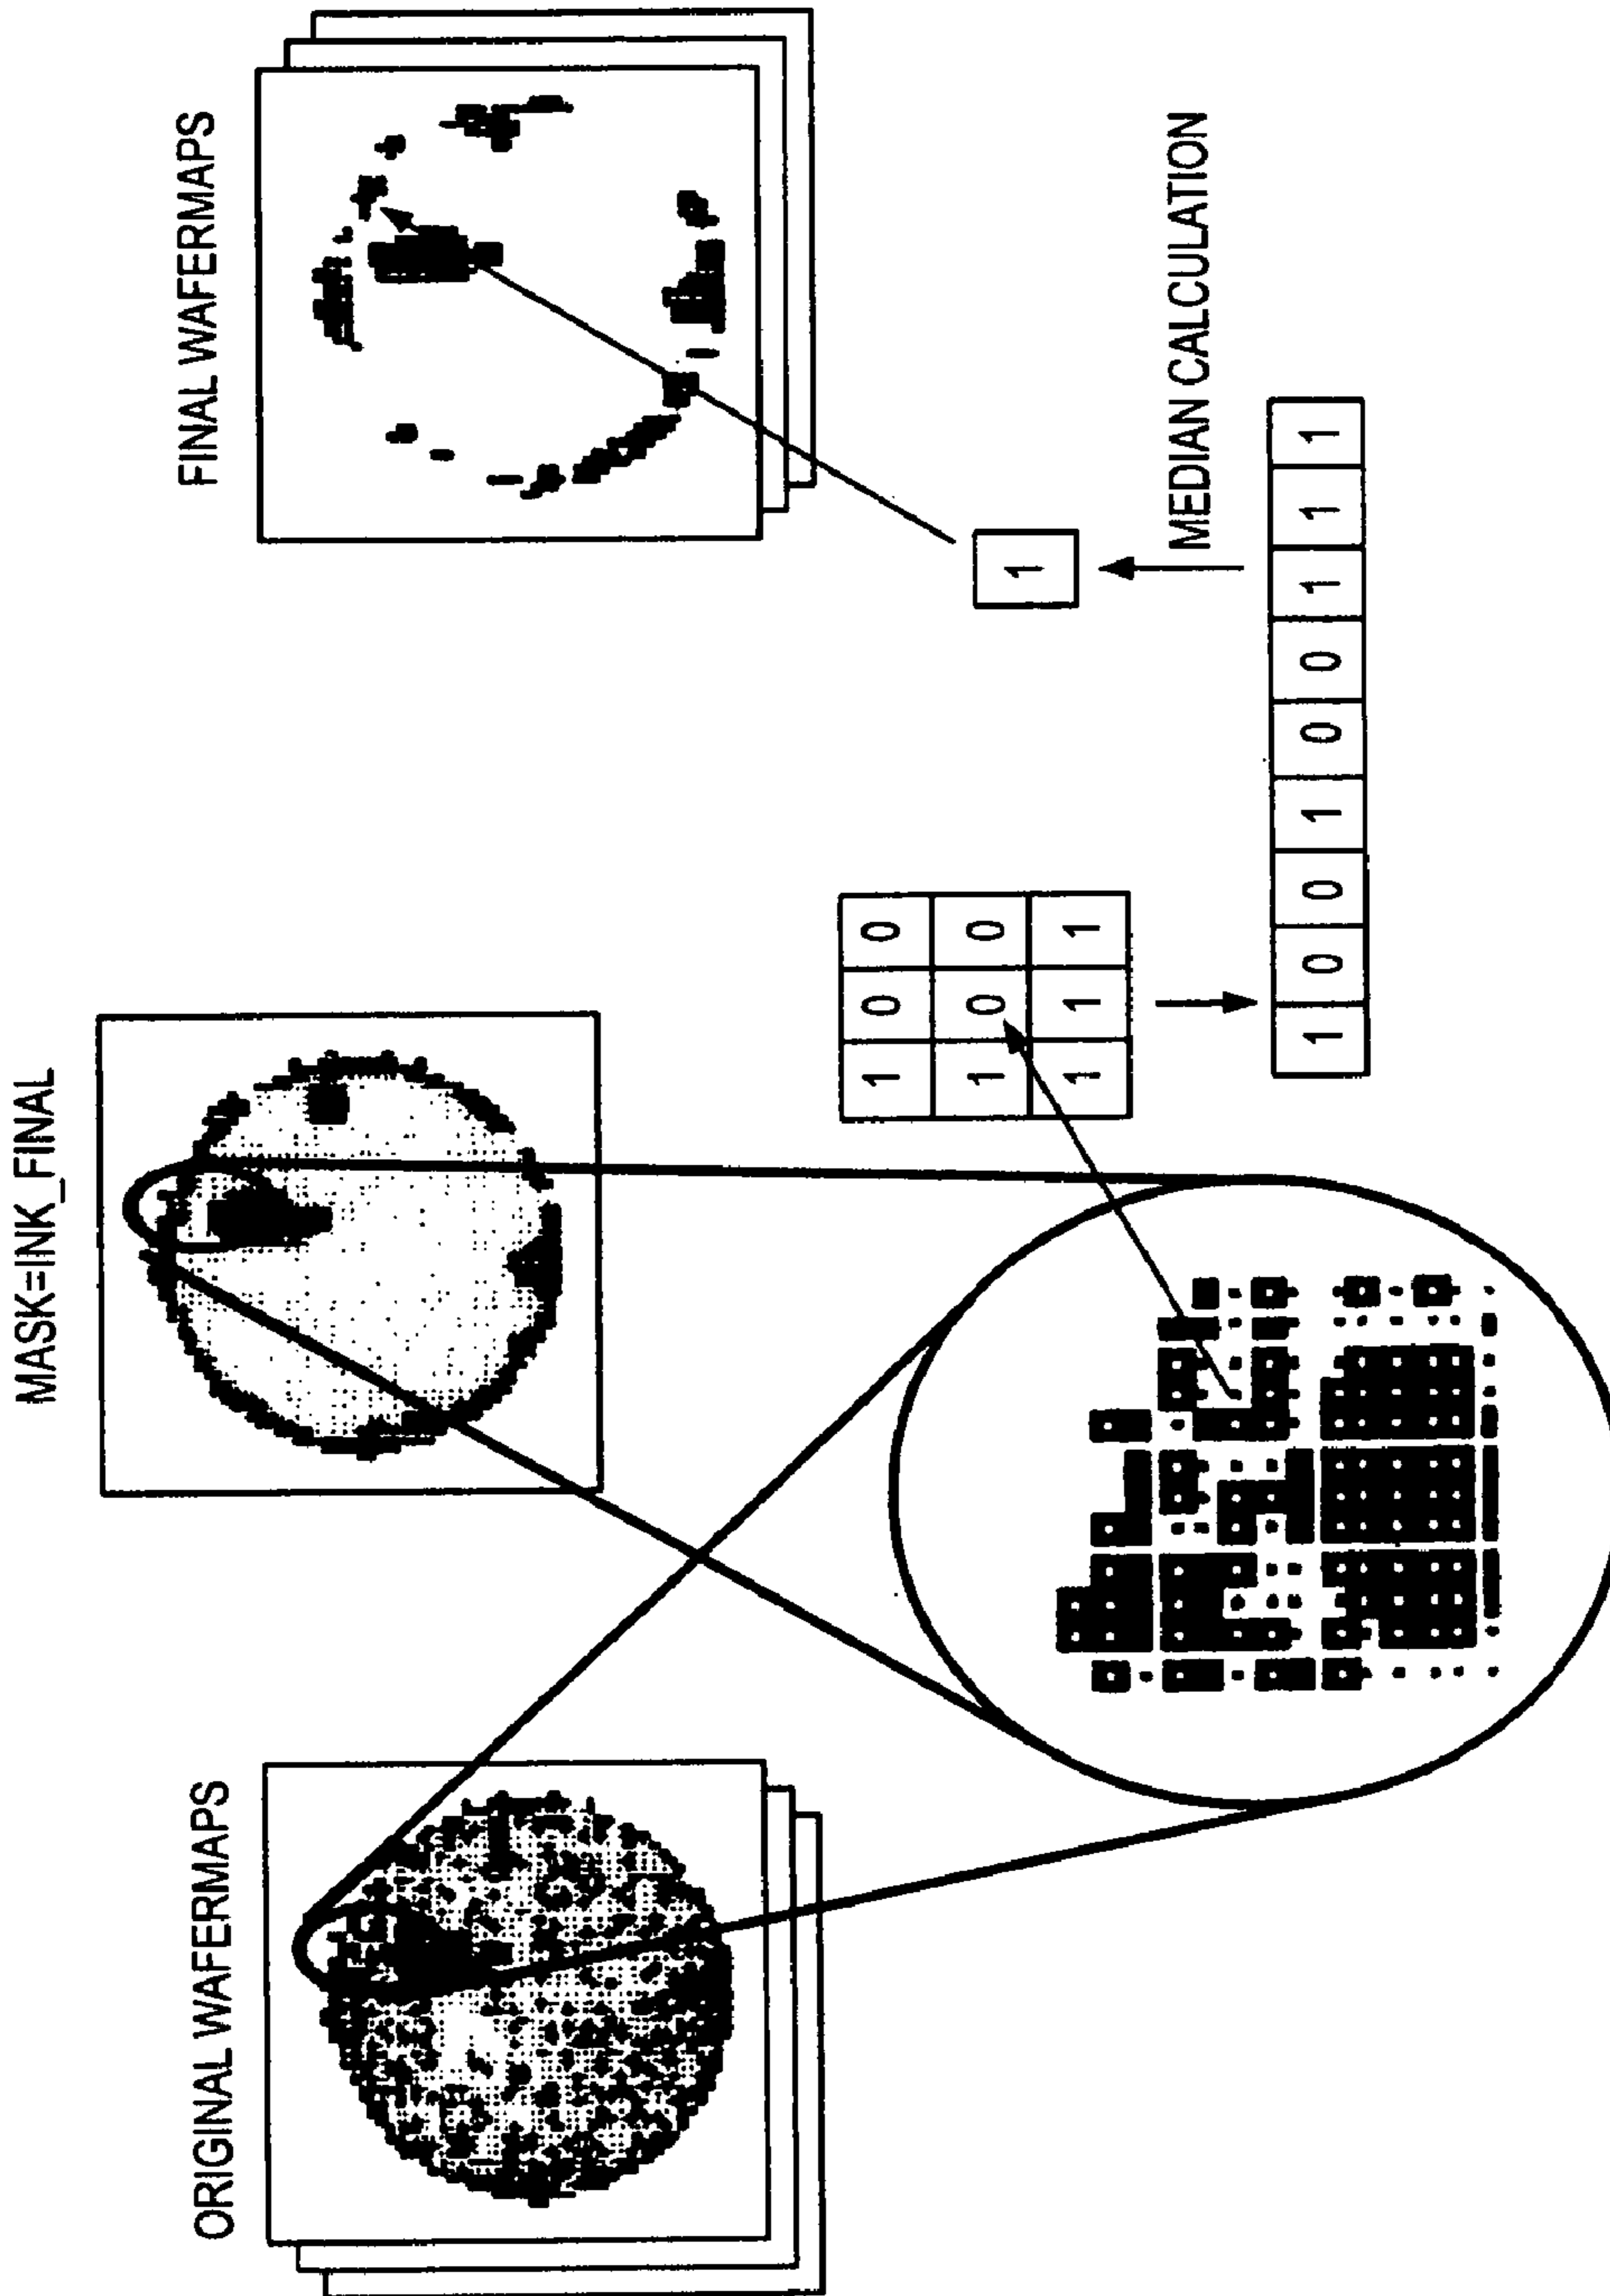 ORIGINAL WAFERMAPS
MASK=INK_FINAL
FINAL WAFERMAPS
1 0 0
1 0 0
1 1 1
1
MEDIAN CALCULATION
1 0 0 1 0 0 1 1 1